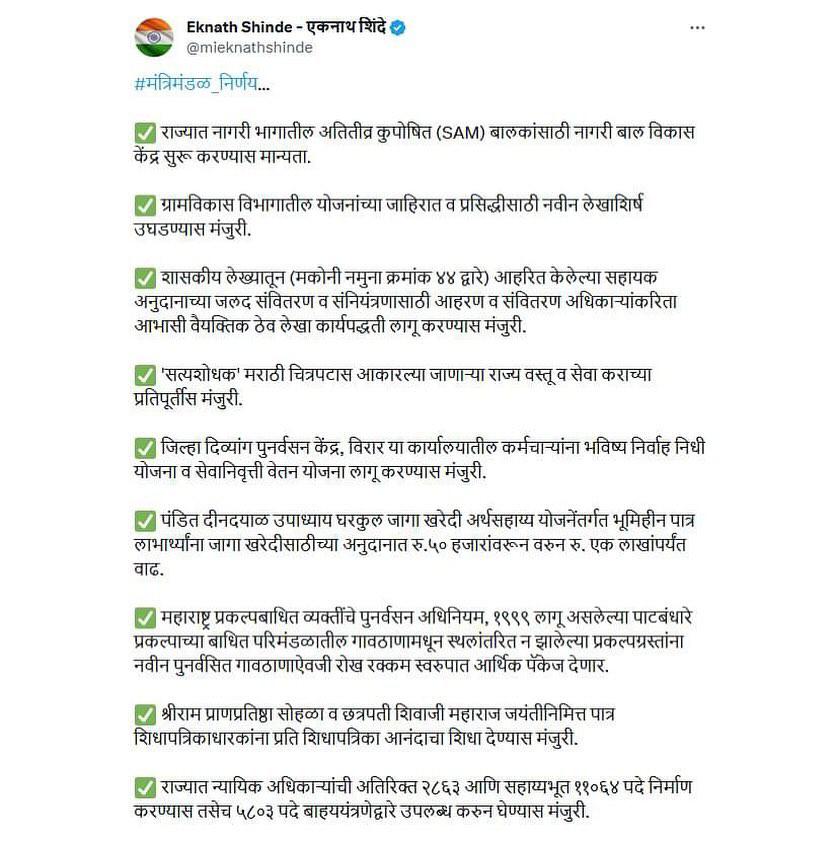 Eknath Shinde - एकनाथ शिंदे
@mieknathshinde
#मंत्रिमंडळ_निर्णय...
✅ राज्यात नागरी भागातील अतितीव्र कुपोषित (SAM) बालकांसाठी नागरी बाल विकास
केंद्र सुरू करण्यास मान्यता.
✅ ग्रामविकास विभागातील योजनांच्या जाहिरात व प्रसिद्धीसाठी नवीन लेखाशिर्ष
उघडण्यास मंजुरी.
✅ शासकीय लेख्यातून (मकोनी नमुना क्रमांक ४४ द्वारे) आहरित केलेल्या सहायक
अनुदानाच्या जलद संवितरण व संनियंत्रणासाठी आहरण व संवितरण अधिकाऱ्यांकरिता
आभासी वैयक्तिक ठेव लेखा कार्यपद्धती लागू करण्यास मंजुरी.
✅ 'सत्यशोधक' मराठी चित्रपटास आकारल्या जाणाऱ्या राज्य वस्तू व सेवा कराच्या
प्रतिपूर्तीस मंजुरी.
✅ जिल्हा दिव्यांग पुनर्वसन केंद्र, विरार या कार्यालयातील कर्मचाऱ्यांना भविष्य निर्वाह निधी
योजना व सेवानिवृत्ती वेतन योजना लागू करण्यास मंजुरी.
✅ पंडित दीनदयाळ उपाध्याय घरकुल जागा खरेदी अर्थसहाय्य योजनेंतर्गत भूमिहीन पात्र
लाभार्थ्यांना जागा खरेदीसाठीच्या अनुदानात रु.५० हजारांवरून वरुन रु. एक लाखांपर्यंत
वाढ.
✅ महाराष्ट्र प्रकल्पबाधित व्यक्तींचे पुनर्वसन अधिनियम, १९९९ लागू असलेल्या पाटबंधारे
प्रकल्पाच्या बाधित परिमंडळातील गावठाणामधून स्थलांतरित न झालेल्या प्रकल्पग्रस्तांना
नवीन पुनर्वसित गावठाणाऐवजी रोख रक्कम स्वरुपात आर्थिक पॅकेज देणार.
✅ श्रीराम प्राणप्रतिष्ठा सोहळा व छत्रपती शिवाजी महाराज जयंतीनिमित्त पात्र
शिधापत्रिकाधारकांना प्रति शिधापत्रिका आनंदाचा शिधा देण्यास मंजुरी.
✅ राज्यात न्यायिक अधिकाऱ्यांची अतिरिक्त २८६३ आणि सहाय्यभूत ११०६४ पदे निर्माण
करण्यास तसेच ५८०३ पदे बाहययंत्रणेद्वारे उपलब्ध करुन घेण्यास मंजुरी.